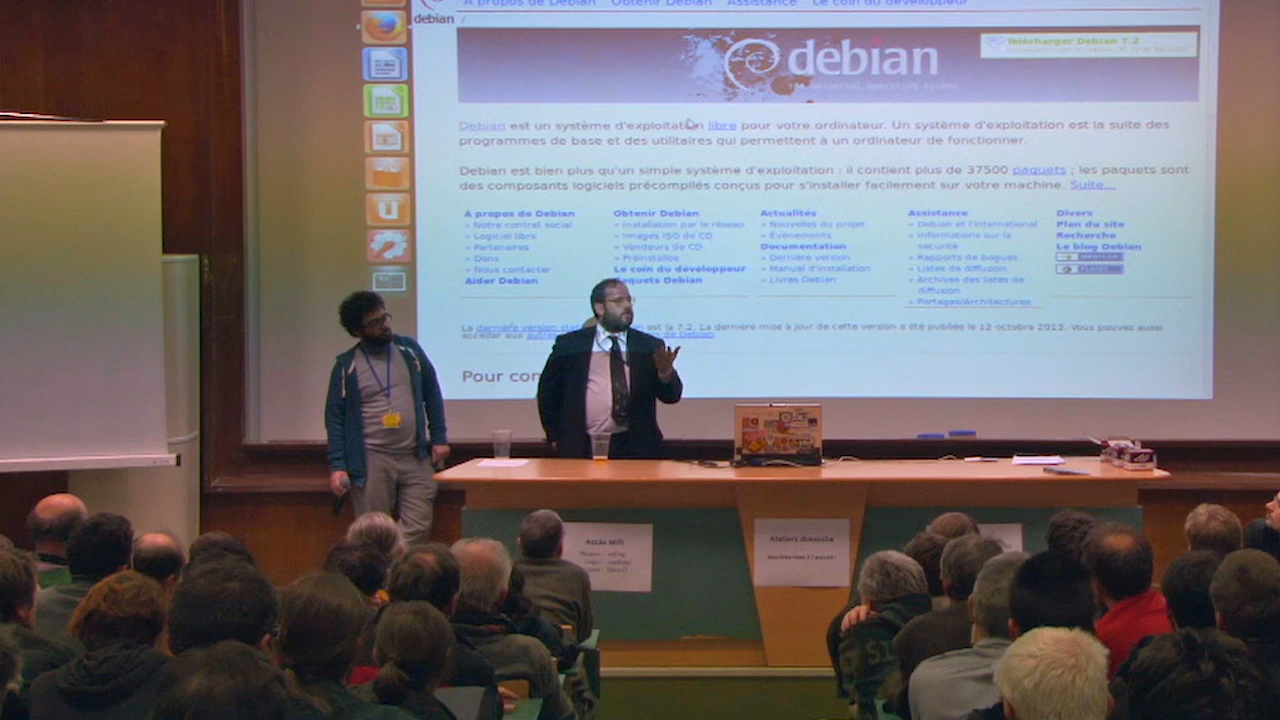 A propos de Debian Obtenir Debian Assistance Le coin du développeur
debian /
debian
Télécharger Debian 7.2
the universal operating system
Debian est un système d'exploitation libre pour votre ordinateur. Un système d'exploitation est la suite des
programmes de base et des utilitaires qui permettent à un ordinateur de fonctionner.
Debian est bien plus qu'un simple système d'exploitation : il contient plus de 37500 paquets ; les paquets sont
des composants logiciels précompilés conçus pour s'installer facilement sur votre machine. Suite...
A propos de Debian
» Notre contrat social
» Logiciel libre
» Partenaires
» Dons
» Nous contacter
Aider Debian
Obtenir Debian
» Installation par le réseau
» Images ISO de CD
» Vendeurs de CD
» Préinstallée
Le coin du développeur
Paquets Debian
Actualités
» Nouvelles du projet
» Événements
Documentation
» Dernière version
» Manuel d'installation
» Livres Debian
Assistance
» Debian et l'international
» Informations sur la
sécurité
» Rapports de bogues
» Listes de diffusion
» Archives des listes de
diffusion
» Portages/Architectures
Divers
Plan du site
Recherche
Le blog Debian
PLANET
La dernière version est la 7.2. La dernière mise à jour de cette version a été publiée le 12 octobre 2013. Vous pouvez aussi
accéder aux de Debian.
Pour con
Accès Wifi
Ateliers dimanche